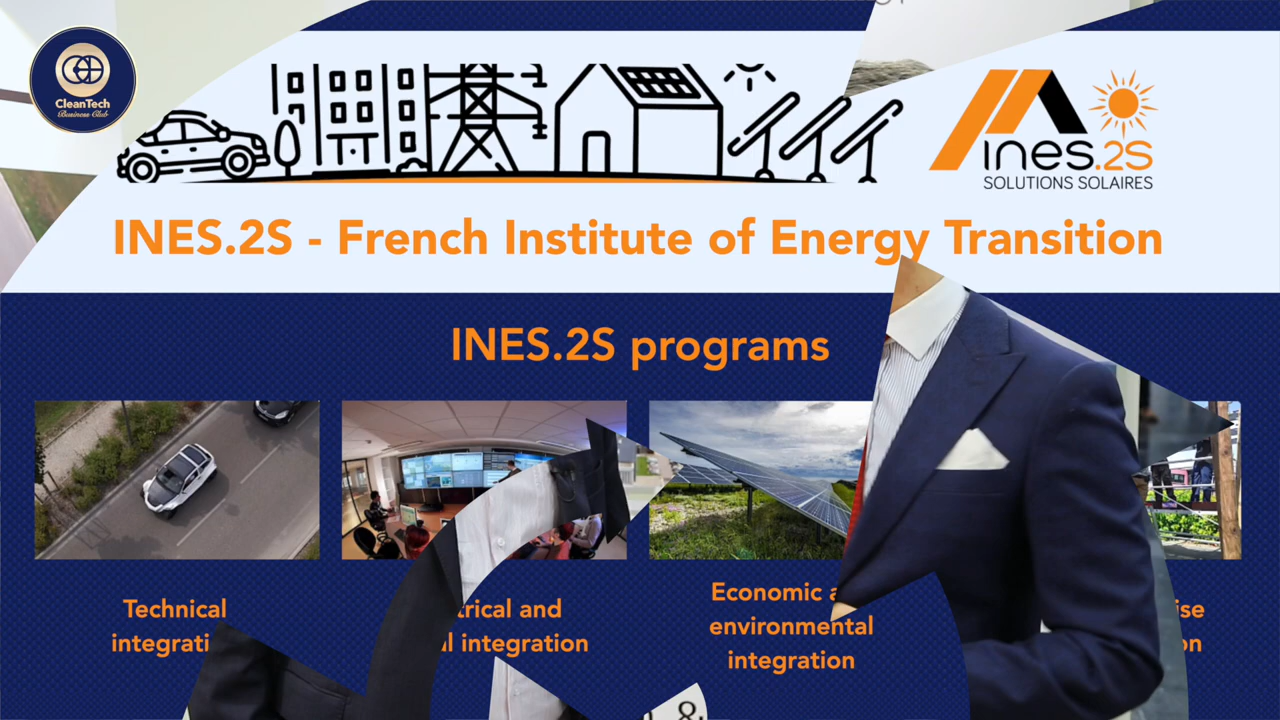 CleanTech
Business Club
ines.2S
SOLUTIONS SOLAIRES
INES.2S - French Institute of Energy Transition
INES.2S programs
Technical
integrati
trical and
l integration
Economic a
environmental
integration
ise
on
&